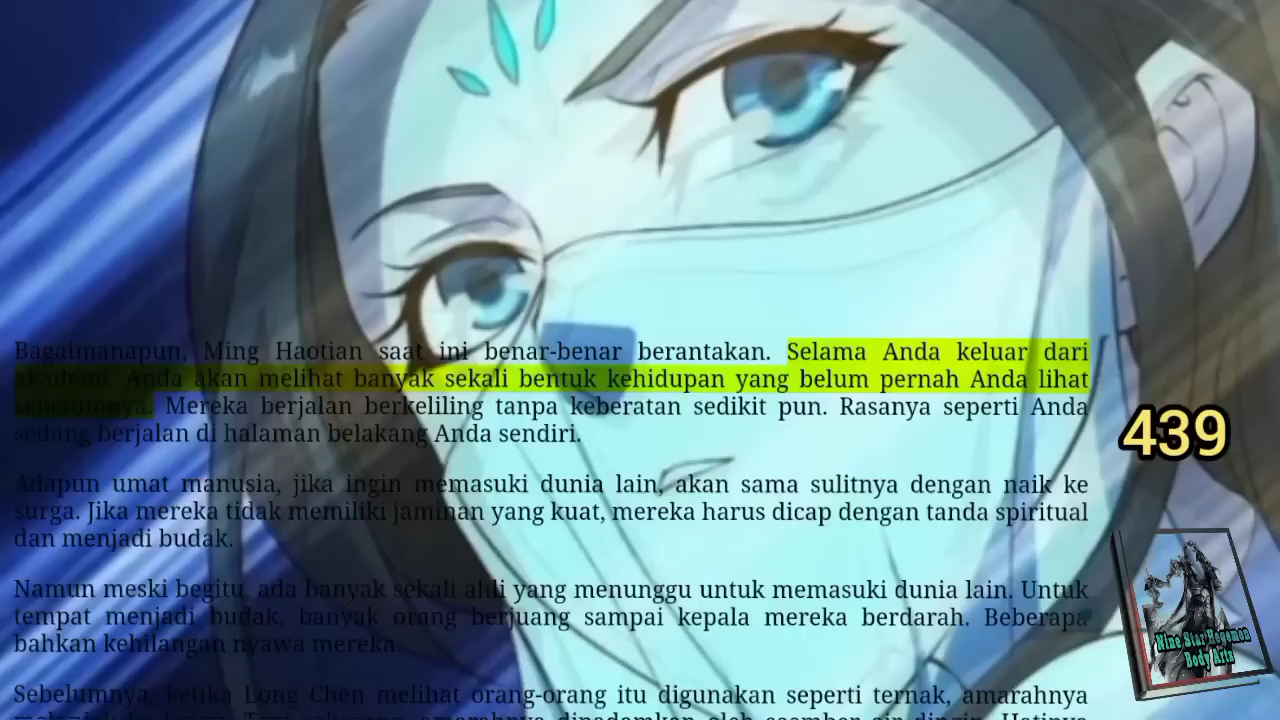 Bagaimanapun, Ming Haotian saat ini benar-benar berantakan. Selama Anda keluar dari
akademi, Anda akan melihat banyak sekali bentuk kehidupan yang belum pernah Anda lihat
sebelumnya. Mereka berjalan berkeliling tanpa keberatan sedikit pun. Rasanya seperti Anda
sedang berjalan di halaman belakang Anda sendiri.
439
Adapun umat manusia, jika ingin memasuki dunia lain, akan sama sulitnya dengan naik ke
surga. Jika mereka tidak memiliki jaminan yang kuat, mereka harus dicap dengan tanda spiritual
dan menjadi budak.
Namun meski begitu, ada banyak sekali ahli yang menunggu untuk memasuki dunia lain. Untuk
tempat menjadi budak, banyak orang berjuang sampai kepala mereka berdarah. Beberapa
bahkan kehilangan nyawa mereka.
Nine Star Hegemon
Body Arts
Sebelumnya, ketika Long Chen melihat orang-orang itu digunakan seperti ternak, amarahnya